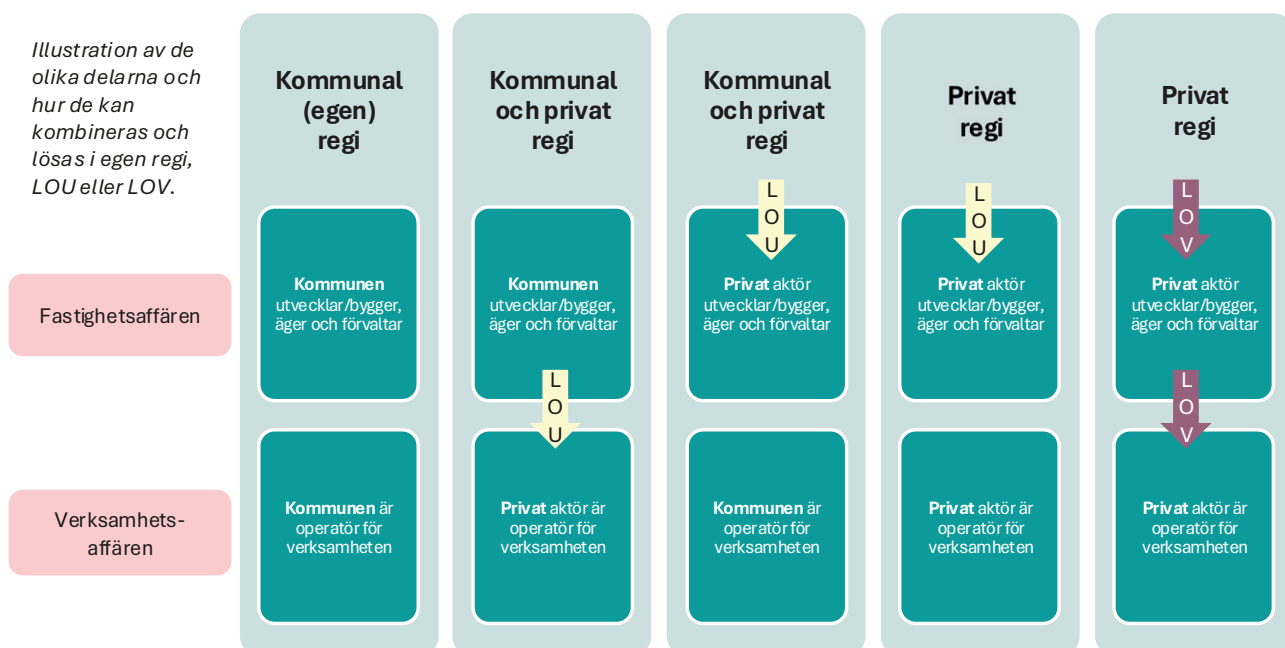 Illustration av de
olika delarna och
hur de kan
kombineras och
lösas i egen regi,
LOU eller LOV.
Kommunal
(egen)
regi
Kommunal
och privat
regi
Kommunal
och privat
regi
Privat
regi
Privat
regi
L
O
U
L
O
U
L
O
V
Fastighetsaffären
Kommunen
utvecklar/bygger,
äger och förvaltar
Kommunen
utvecklar/bygger,
äger och förvaltar
Privat aktör
utvecklar/bygger,
äger och förvaltar
Privat aktör
utvecklar/bygger,
äger och förvaltar
Privat aktör
utvecklar/bygger,
äger och förvaltar
L
O
U
L
O
V
Verksamhets-
affären
Kommunen är
operatör för
verksamheten
Privat aktör är
operatör för
verksamheten
Kommunen är
operatör för
verksamheten
Privat aktör är
operatör för
verksamheten
Privat aktör är
operatör för
verksamheten